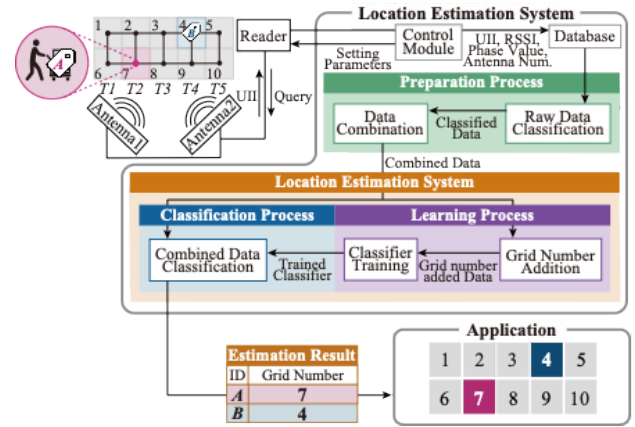 Location Estimation System
1 2 3 4 5
B
A
6 7 8 9 10
T1 T2 T3 T4 T5
Antenna1
Antenna2
Reader
UII
Query
Setting
Parameters
Control
Module
UII, RSSI,
Phase Value,
Antenna Num.
Database
Preparation Process
Data
Combination
Classified
Data
Raw Data
Classification
Combined Data
Location Estimation System
Classification Process
Learning Process
Combined Data
Classification
Trained
Classifier
Classifier
Training
Grid number
added Data
Grid Number
Addition
Estimation Result
ID Grid Number
A 7
B 4
Application
1 2 3 4 5
6 7 8 9 10